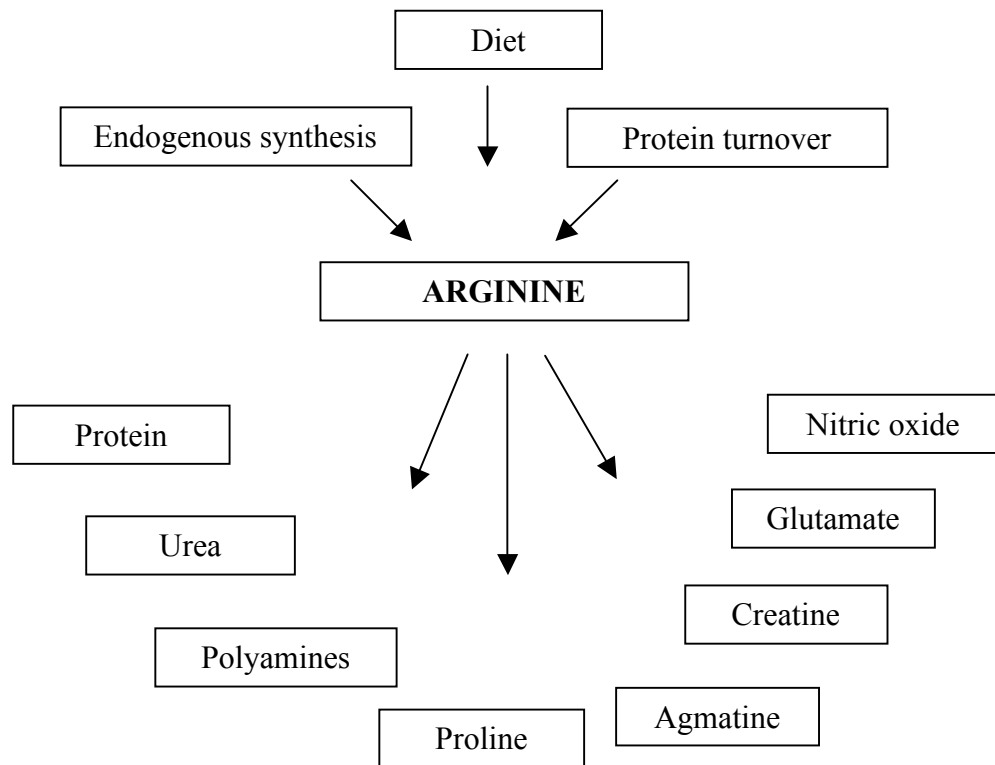 Diet
Endogenous synthesis
Protein turnover
ARGININE
Protein
Nitric oxide
Urea
Glutamate
Polyamines
Creatine
Proline
Agmatine